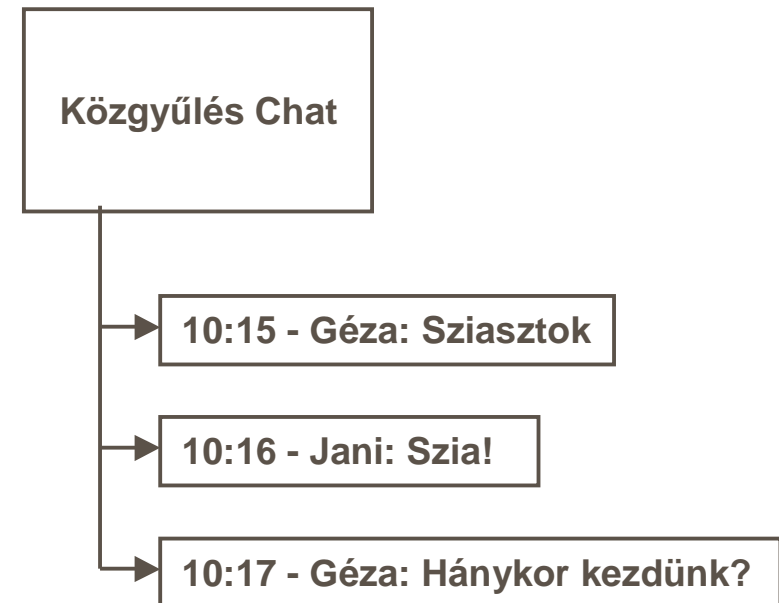 Közgyűlés Chat
10:15 - Géza: Sziasztok
10:16 - Jani: Szia!
10:17 - Géza: Hánykor kezdünk?